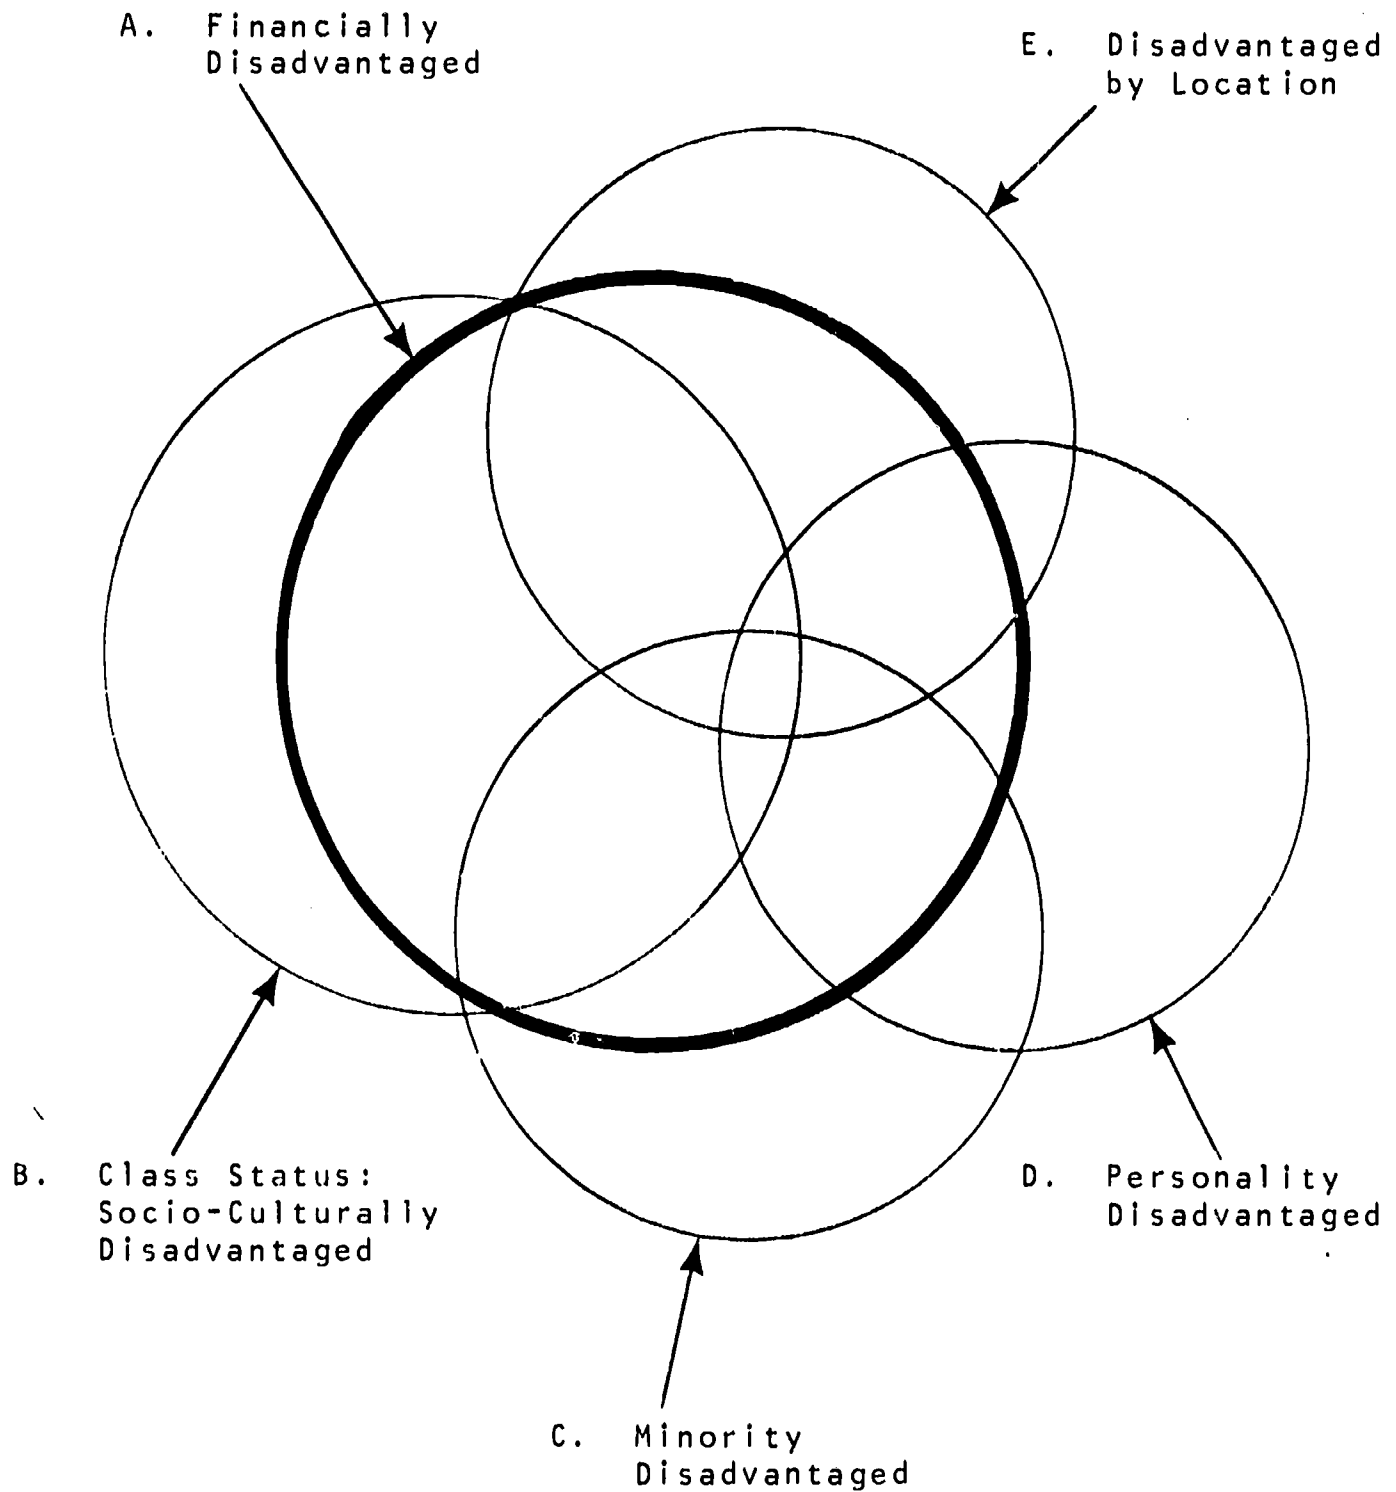 A. Financially
Disadvantaged
E. Disadvantaged
by Location
B. Class Status:
Socio-Culturally
Disadvantaged
D. Personality
Disadvantaged
C. Minority
Disadvantaged